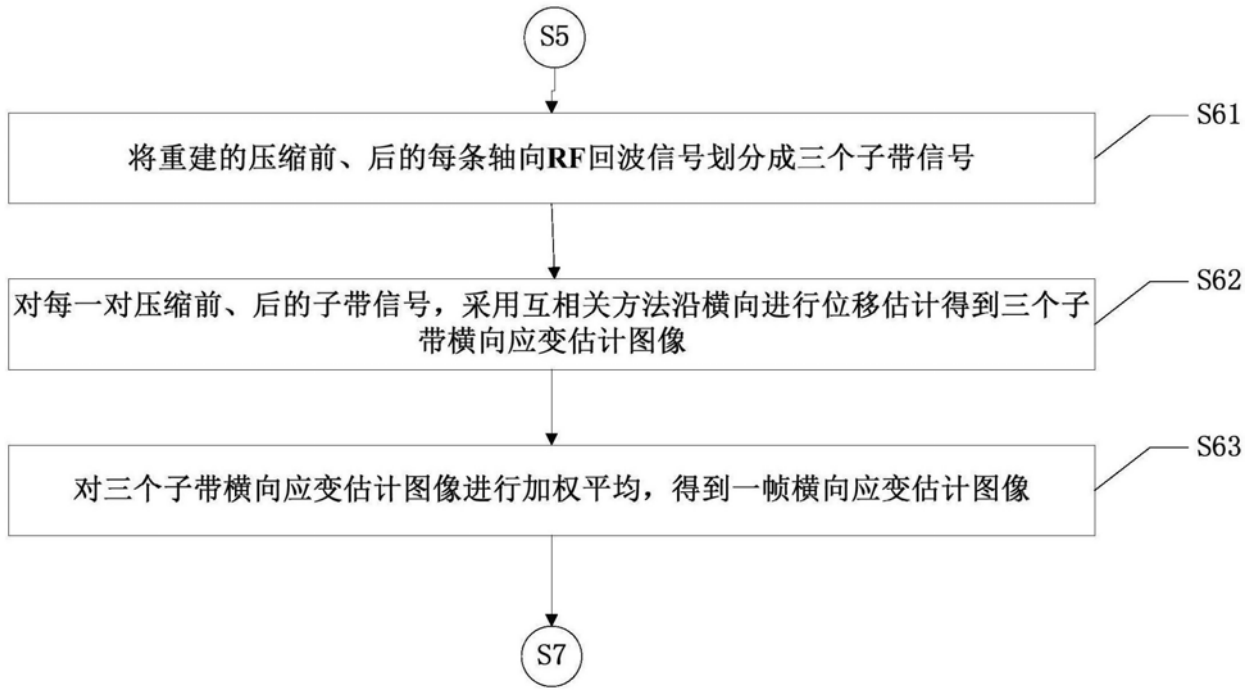 S5
S61
将重建的压缩前、后的每条轴向RF回波信号划分成三个子带信号
S62
对每一对压缩前、后的子带信号，采用互相关方法沿横向进行位移估计得到三个子
带横向应变估计图像
S63
对三个子带横向应变估计图像进行加权平均，得到一帧横向应变估计图像
S7